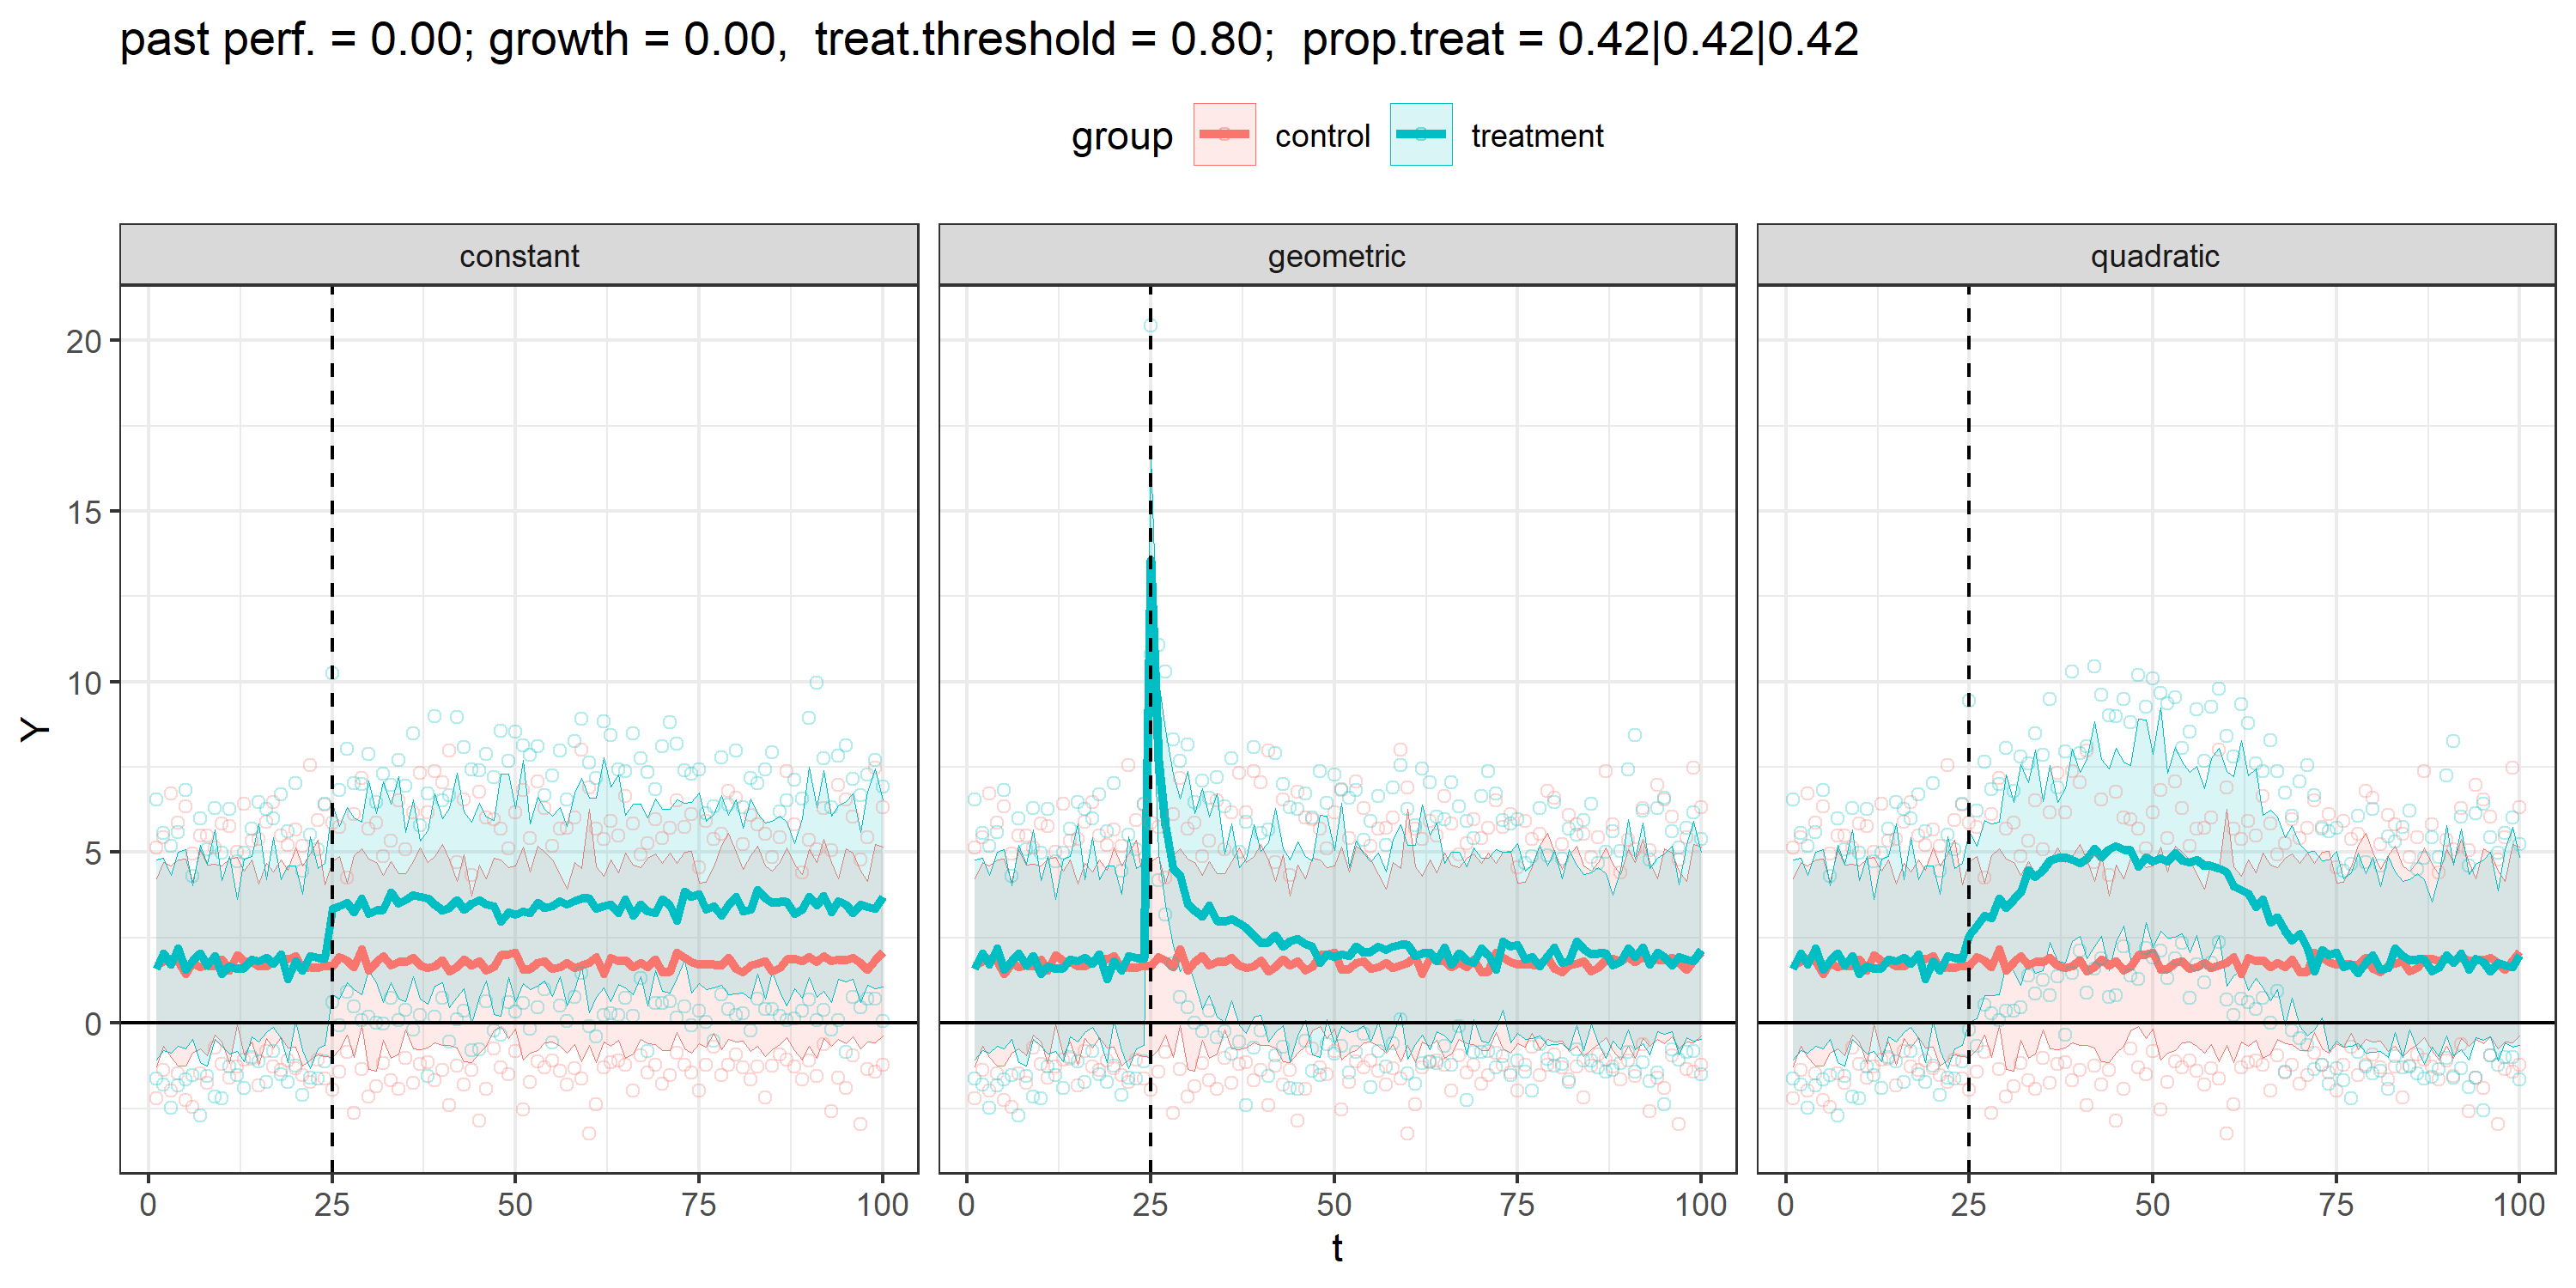 past perf. = 0.00; growth = 0.00,  treat.threshold = 0.80;  prop.treat = 0.42|0.42|0.42
group control treatment
constant geometric quadratic
Y
20
15
10
5
0
0 25 50 75 100 0 25 50 75 100 0 25 50 75 100
t